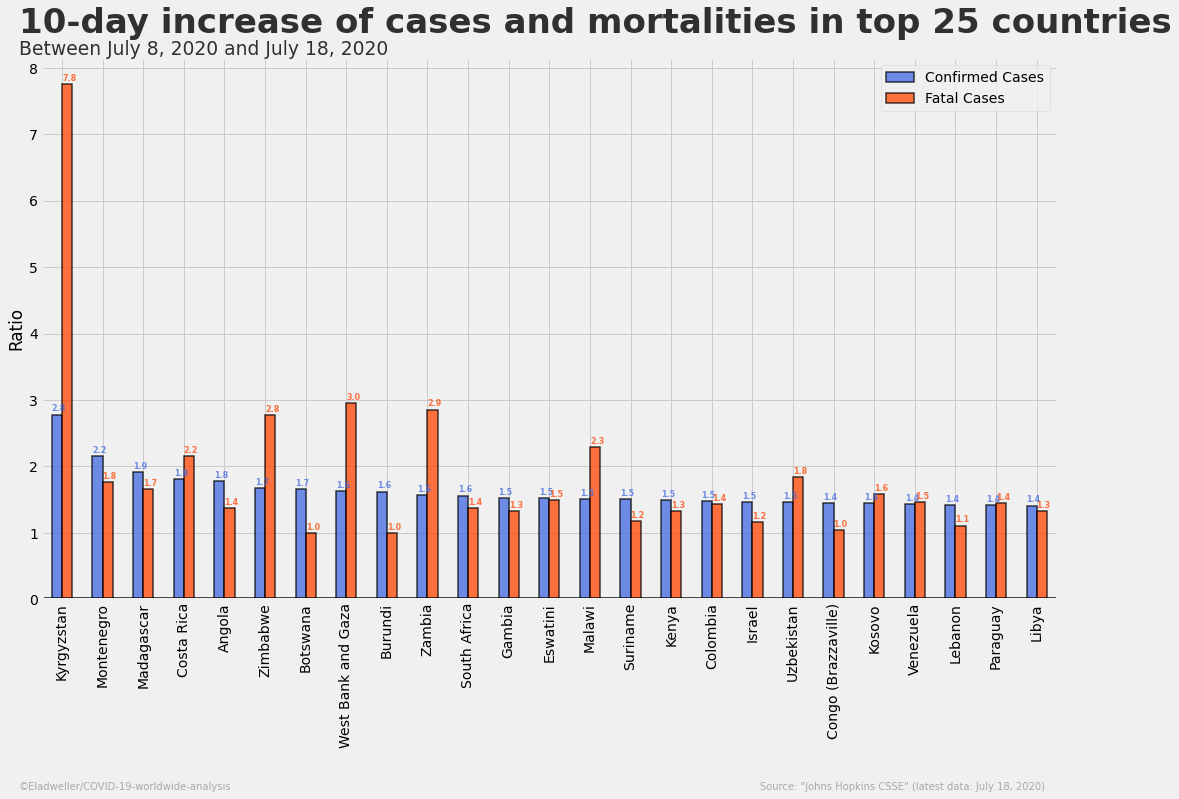 10-day increase of cases and mortalities in top 25 countries
Between July 8, 2020 and July 18, 2020
Confirmed Cases
Fatal Cases
Ratio
8
7
6
5
4
3
2
1
0
2.8 7.8
2.2 1.8
1.9 1.7
2.2
1.8 1.4
2.8
1.7 1.0
3.0
1.6 1.0
2.9
1.6 1.4
1.5 1.3
1.5 1.5
2.3
1.5 1.2
1.5 1.3
1.5 1.4
1.5 1.2
1.8
1.4 1.0
1.6
1.4 1.5
1.4 1.1
1.4 1.4
1.4 1.3
Kyrgyzstan
Montenegro
Madagascar
Costa Rica
Angola
Zimbabwe
Botswana
West Bank and Gaza
Burundi
Zambia
South Africa
Gambia
Eswatini
Malawi
Suriname
Kenya
Colombia
Israel
Uzbekistan
Congo (Brazzaville)
Kosovo
Venezuela
Lebanon
Paraguay
Libya
©Eladweller/COVID-19-worldwide-analysis
Source: "Johns Hopkins CSSE" (latest data: July 18, 2020)